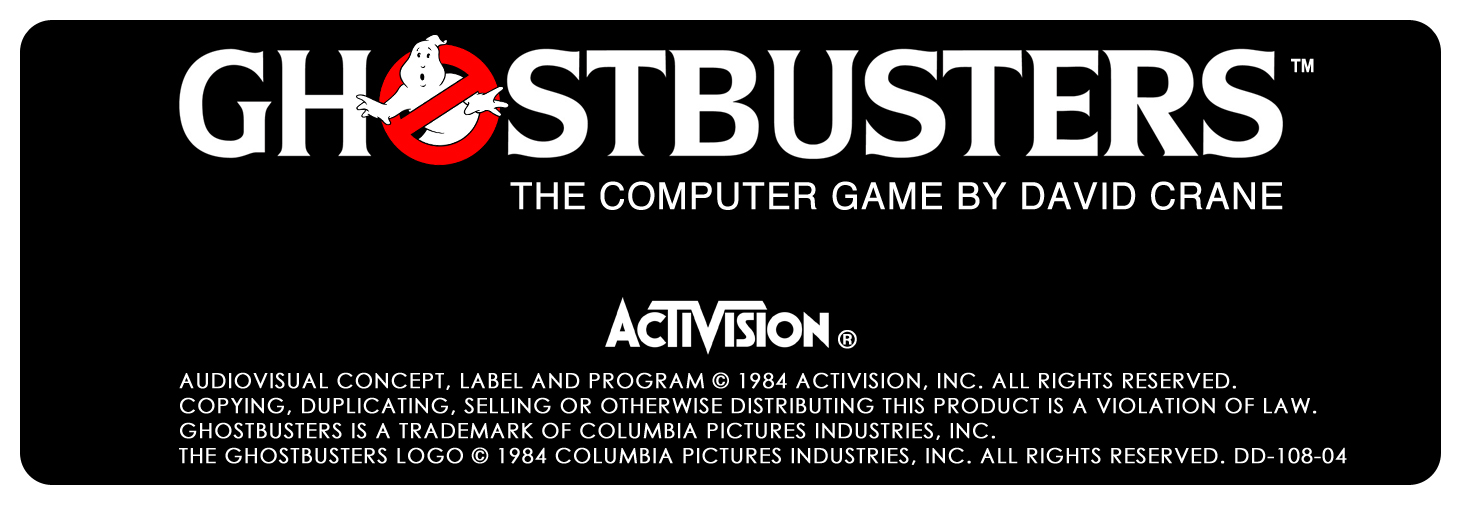 GHOSTBUSTERS™
THE COMPUTER GAME BY DAVID CRANE
ACTIVISION®
AUDIOVISUAL CONCEPT, LABEL AND PROGRAM © 1984 ACTIVISION, INC. ALL RIGHTS RESERVED.
COPYING, DUPLICATING, SELLING OR OTHERWISE DISTRIBUTING THIS PRODUCT IS A VIOLATION OF LAW.
GHOSTBUSTERS IS A TRADEMARK OF COLUMBIA PICTURES INDUSTRIES, INC.
THE GHOSTBUSTERS LOGO © 1984 COLUMBIA PICTURES INDUSTRIES, INC. ALL RIGHTS RESERVED. DD-108-04